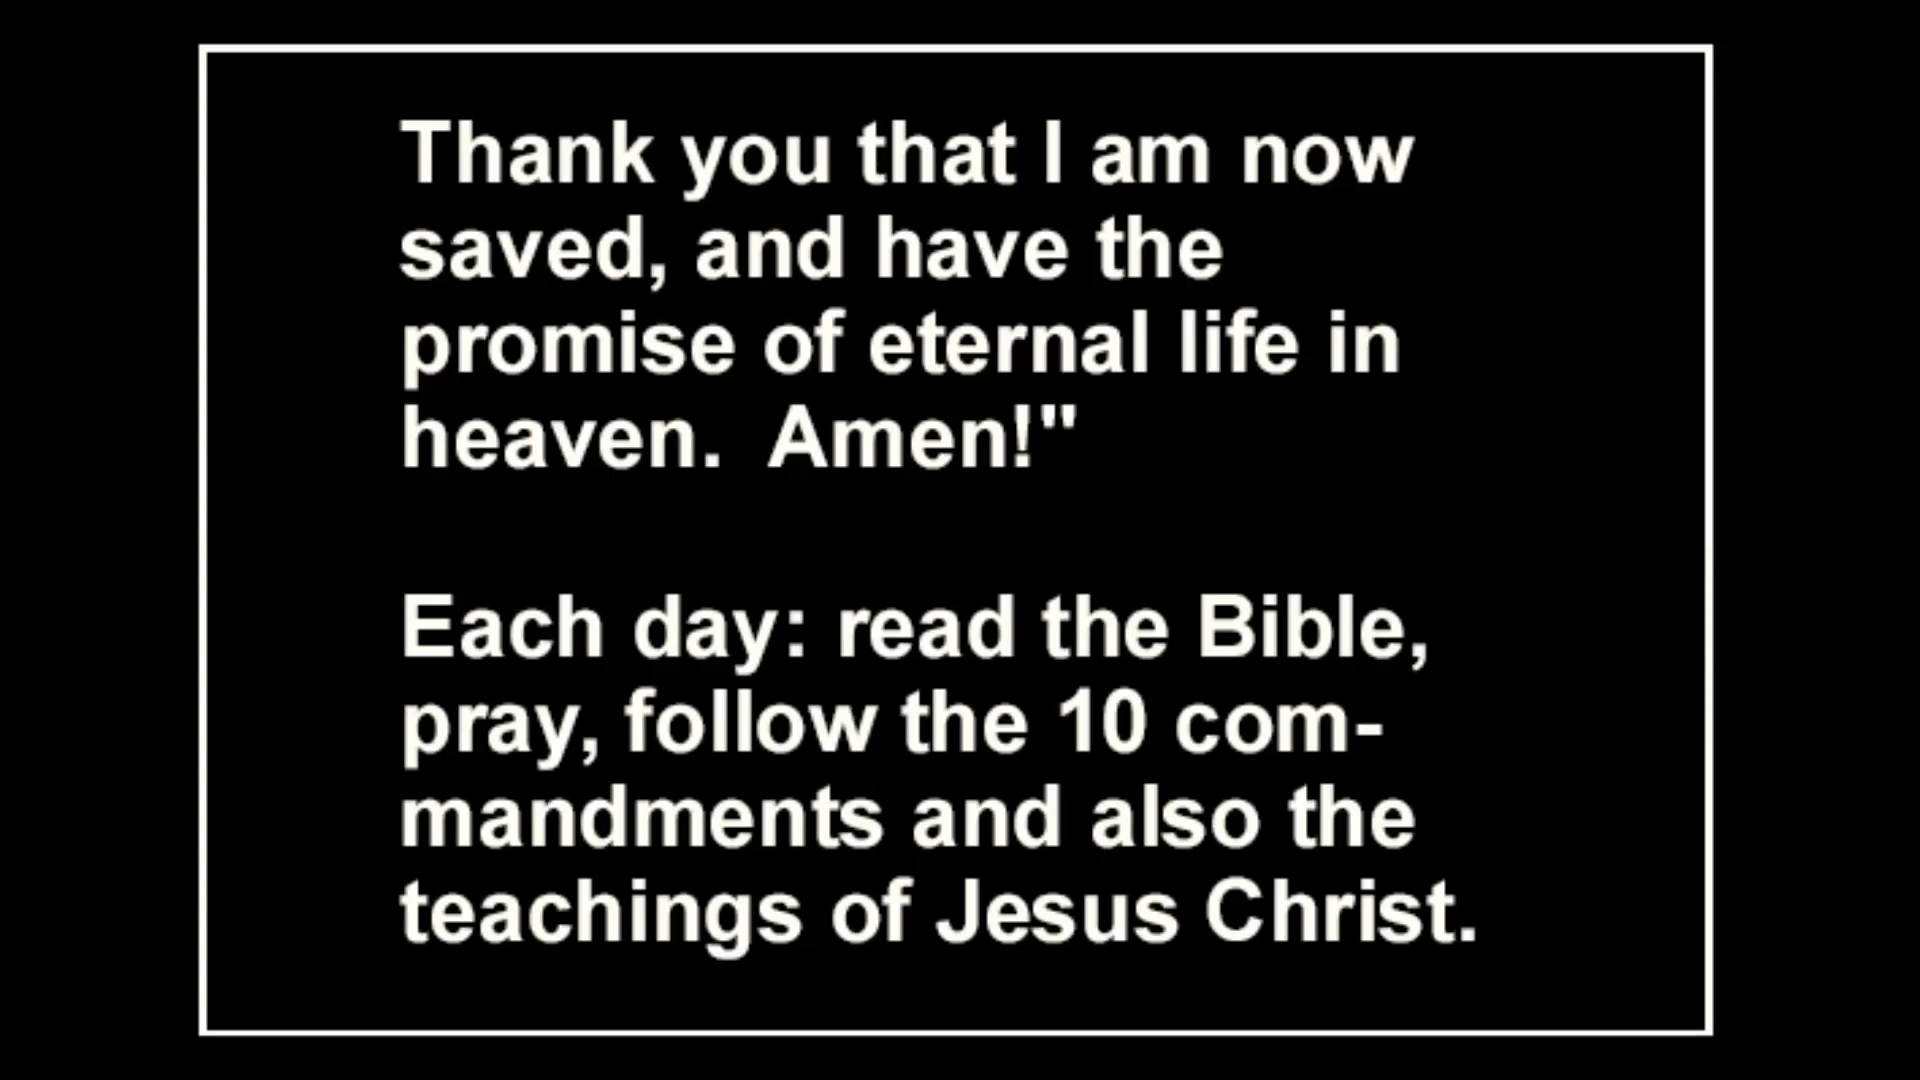 Thank you that I am now
saved, and have the
promise of eternal life in
heaven.  Amen!"
Each day: read the Bible,
pray, follow the 10 com-
mandments and also the
teachings of Jesus Christ.